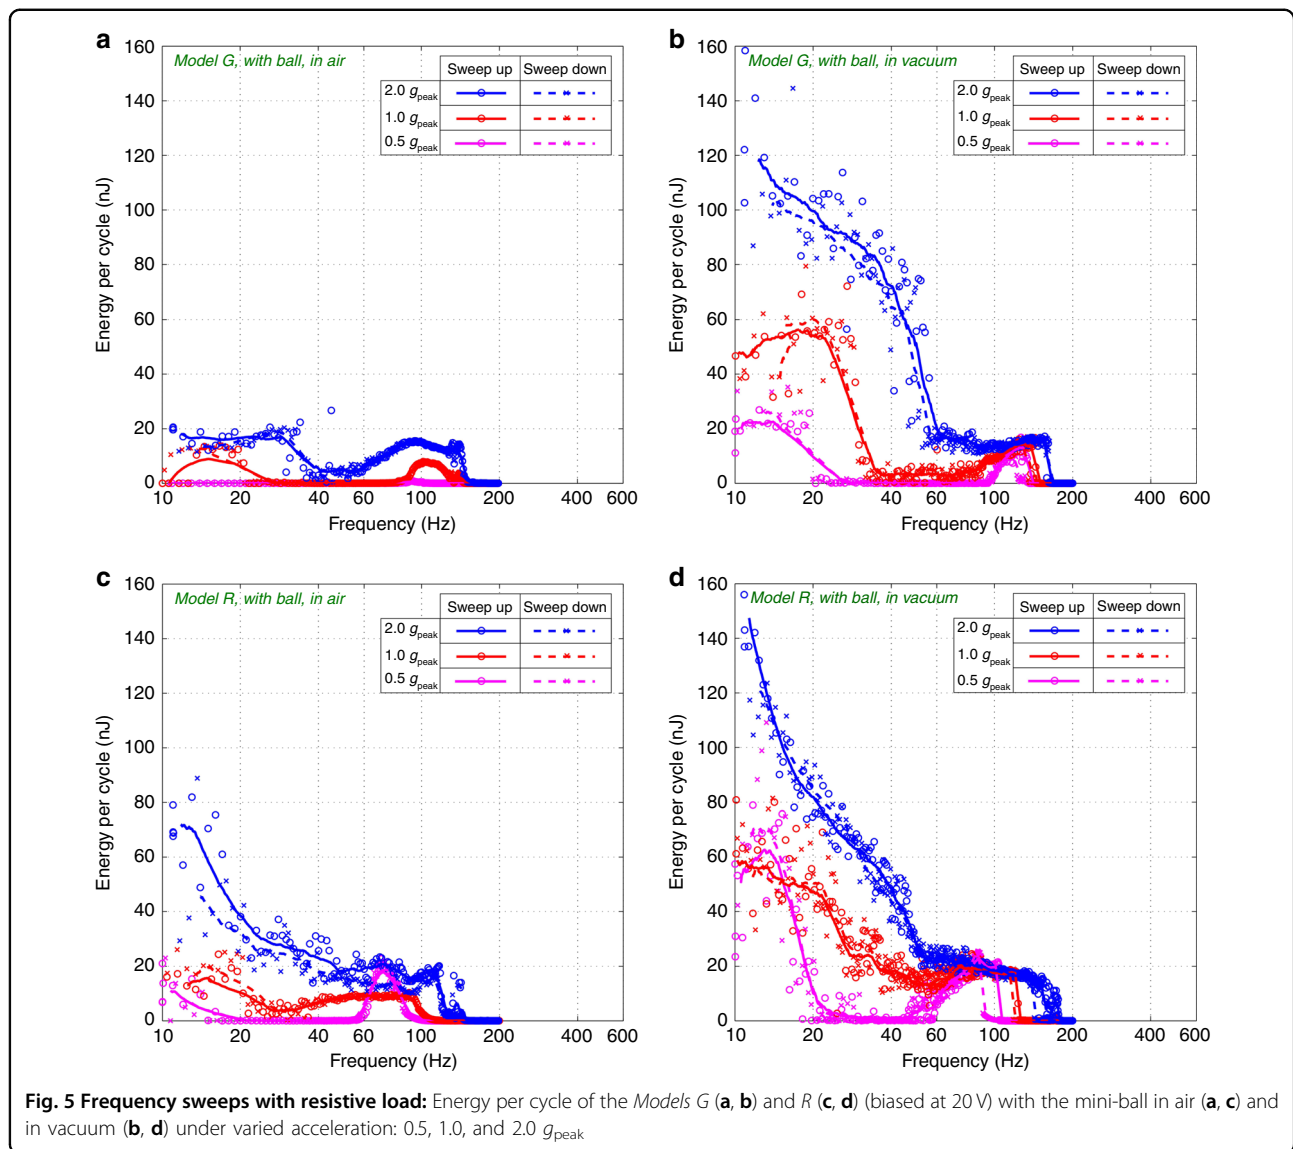 a
160
140
120
100
80
60
40
20
0
Energy per cycle (nJ)
Model G, with ball, in air
Sweep up Sweep down
2.0 gpeak
1.0 gpeak
0.5 gpeak
10 20 40 60 100 200 400 600
Frequency (Hz)
b
160
140
120
100
80
60
40
20
0
Energy per cycle (nJ)
Model G, with ball, in vacuum
Sweep up Sweep down
2.0 gpeak
1.0 gpeak
0.5 gpeak
10 20 40 60 100 200 400 600
Frequency (Hz)
c
160
140
120
100
80
60
40
20
0
Energy per cycle (nJ)
Model R, with ball, in air
Sweep up Sweep down
2.0 gpeak
1.0 gpeak
0.5 gpeak
10 20 40 60 100 200 400 600
Frequency (Hz)
d
160
140
120
100
80
60
40
20
0
Energy per cycle (nJ)
Model R, with ball, in vacuum
Sweep up Sweep down
2.0 gpeak
1.0 gpeak
0.5 gpeak
10 20 40 60 100 200 400 600
Frequency (Hz)
Fig. 5 Frequency sweeps with resistive load: Energy per cycle of the Models G (a, b) and R (c, d) (biased at 20 V) with the mini-ball in air (a, c) and
in vacuum (b, d) under varied acceleration: 0.5, 1.0, and 2.0 gpeak